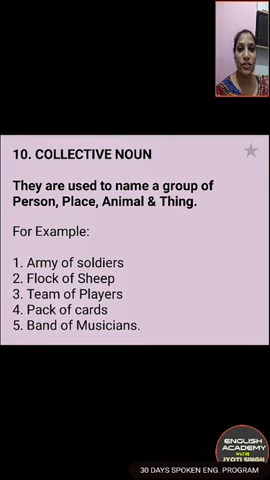 10. COLLECTIVE NOUN
They are used to name a group of
Person, Place, Animal & Thing.
For Example:
1. Army of soldiers
2. Flock of Sheep
3. Team of Players
4. Pack of cards
5. Band of Musicians.
ENGLISH
ACADEMY
WITH
JYOTI SINGH
30 DAYS SPOKEN ENG. PROGRAM